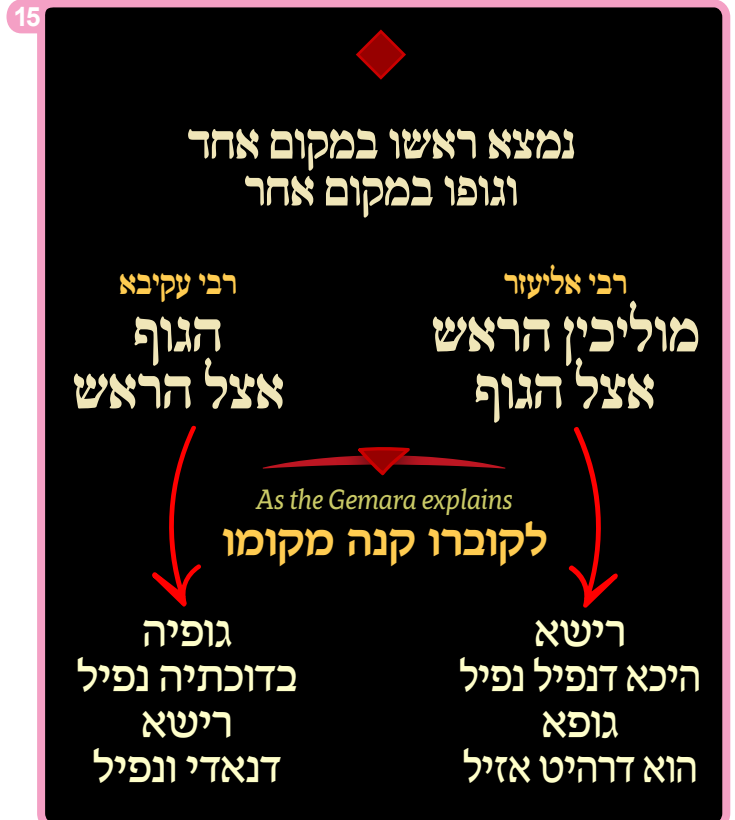 15
נמצא ראשו במקום אחד
וגופו במקום אחר
רבי אליעזר
מוליכין הראש
אצל הגוף
רבי עקיבא
הגוף
אצל הראש
As the Gemara explains
לקוברו קנה מקומו
רישא
היכא דנפיל נפיל
גופא
הוא דרהיט אזיל
גופיה
בדוכתיה נפיל
רישא
דנאדי ונפיל